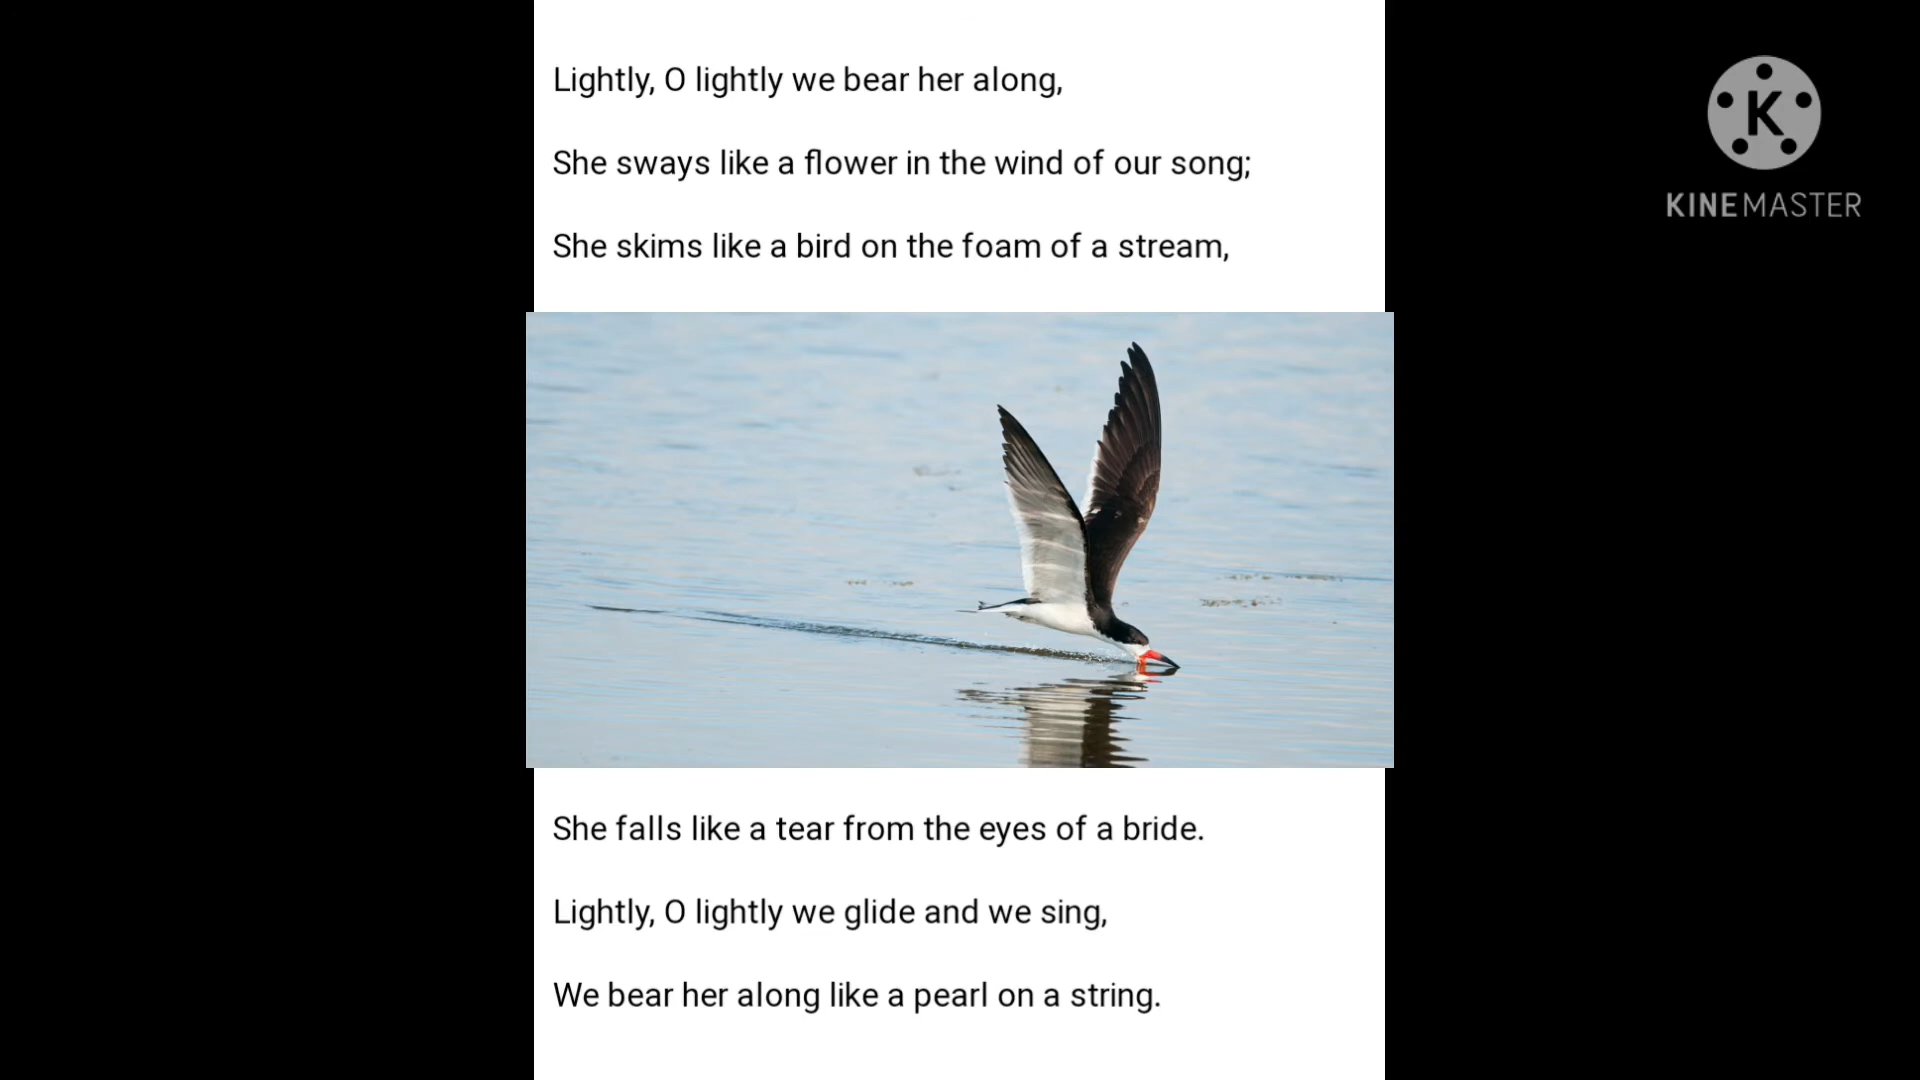 Lightly, O lightly we bear her along,
She sways like a flower in the wind of our song;
She skims like a bird on the foam of a stream,
She falls like a tear from the eyes of a bride.
Lightly, O lightly we glide and we sing,
We bear her along like a pearl on a string.
K
KINEMASTER